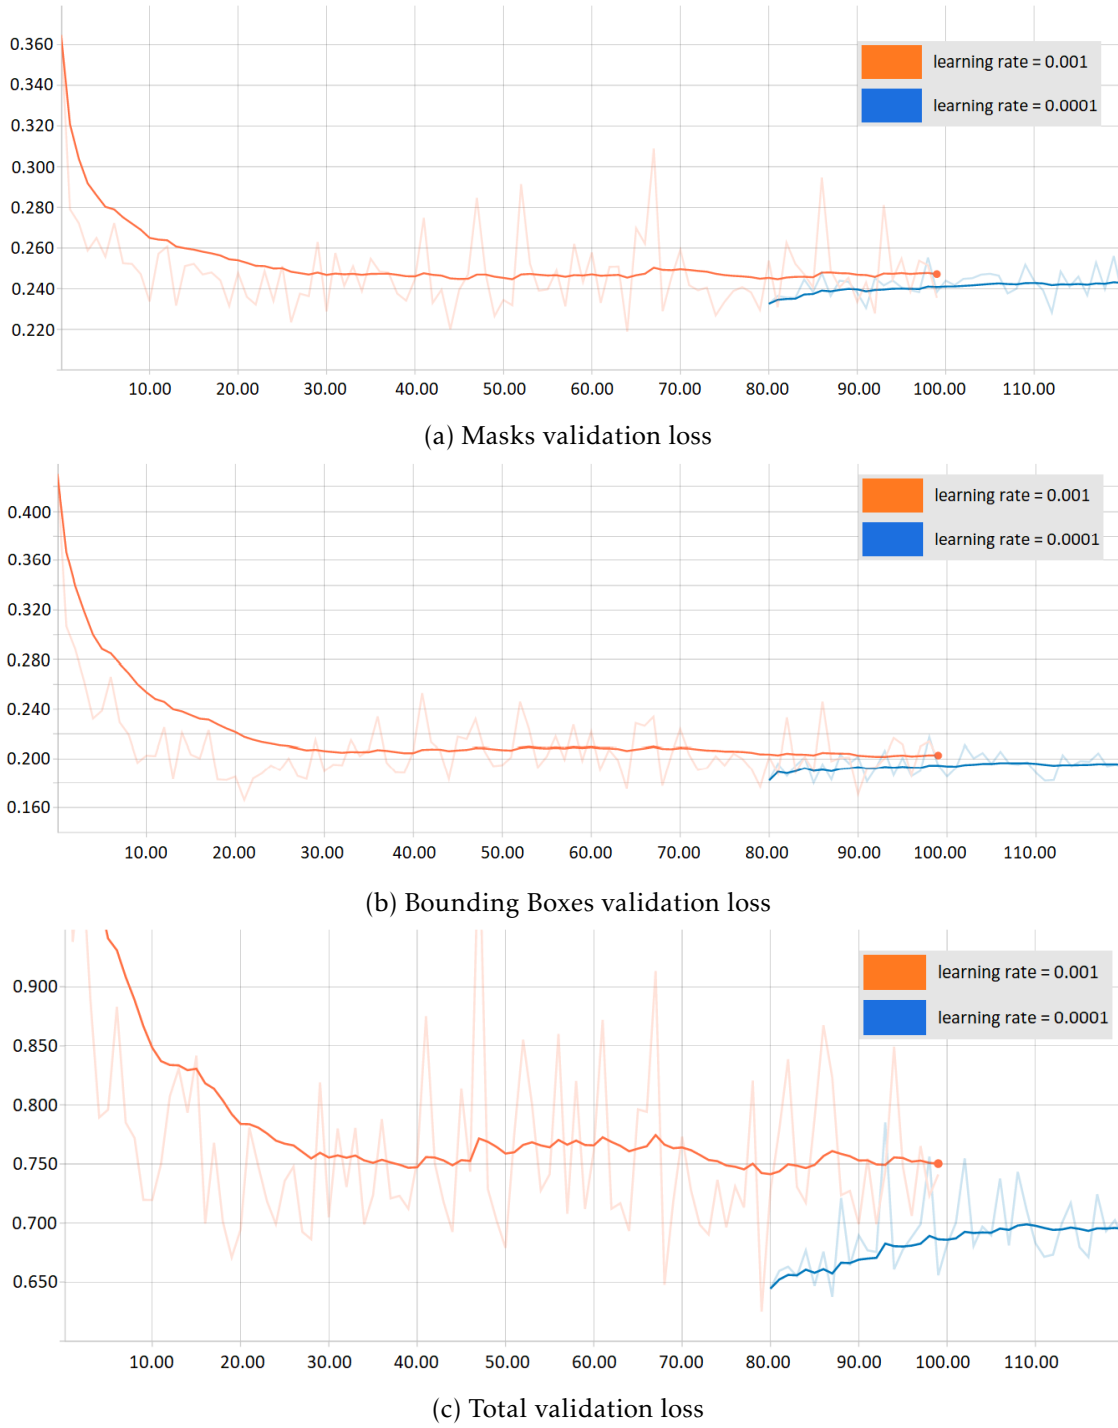 0.360
0.340
0.320
0.300
0.280
0.260
0.240
0.220
learning rate = 0.001
learning rate = 0.0001
10.00 20.00 30.00 40.00 50.00 60.00 70.00 80.00 90.00 100.00 110.00
(a) Masks validation loss
0.400
0.360
0.320
0.280
0.240
0.200
0.160
learning rate = 0.001
learning rate = 0.0001
10.00 20.00 30.00 40.00 50.00 60.00 70.00 80.00 90.00 100.00 110.00
(b) Bounding Boxes validation loss
0.900
0.850
0.800
0.750
0.700
0.650
learning rate = 0.001
learning rate = 0.0001
10.00 20.00 30.00 40.00 50.00 60.00 70.00 80.00 90.00 100.00 110.00
(c) Total validation loss